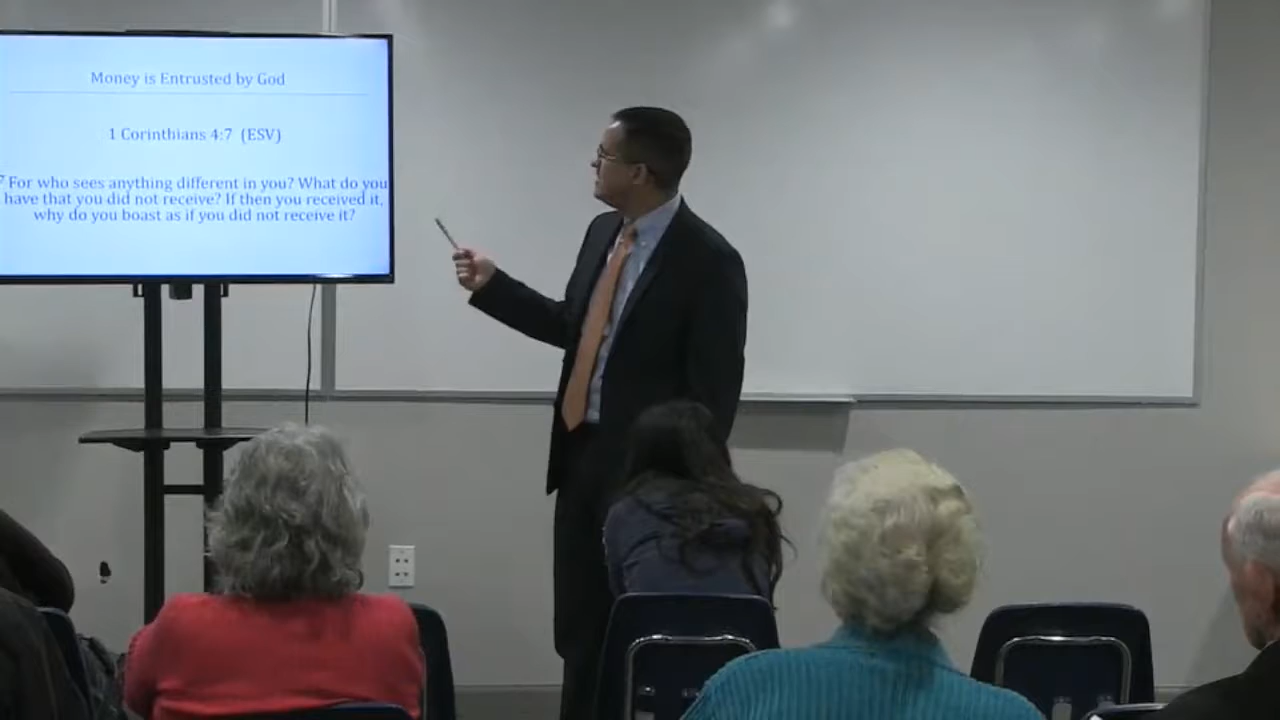 Money is Entrusted by God
1 Corinthians 4:7 (ESV)
7 For who sees anything different in you? What do you
have that you did not receive? If then you received it,
why do you boast as if you did not receive it?